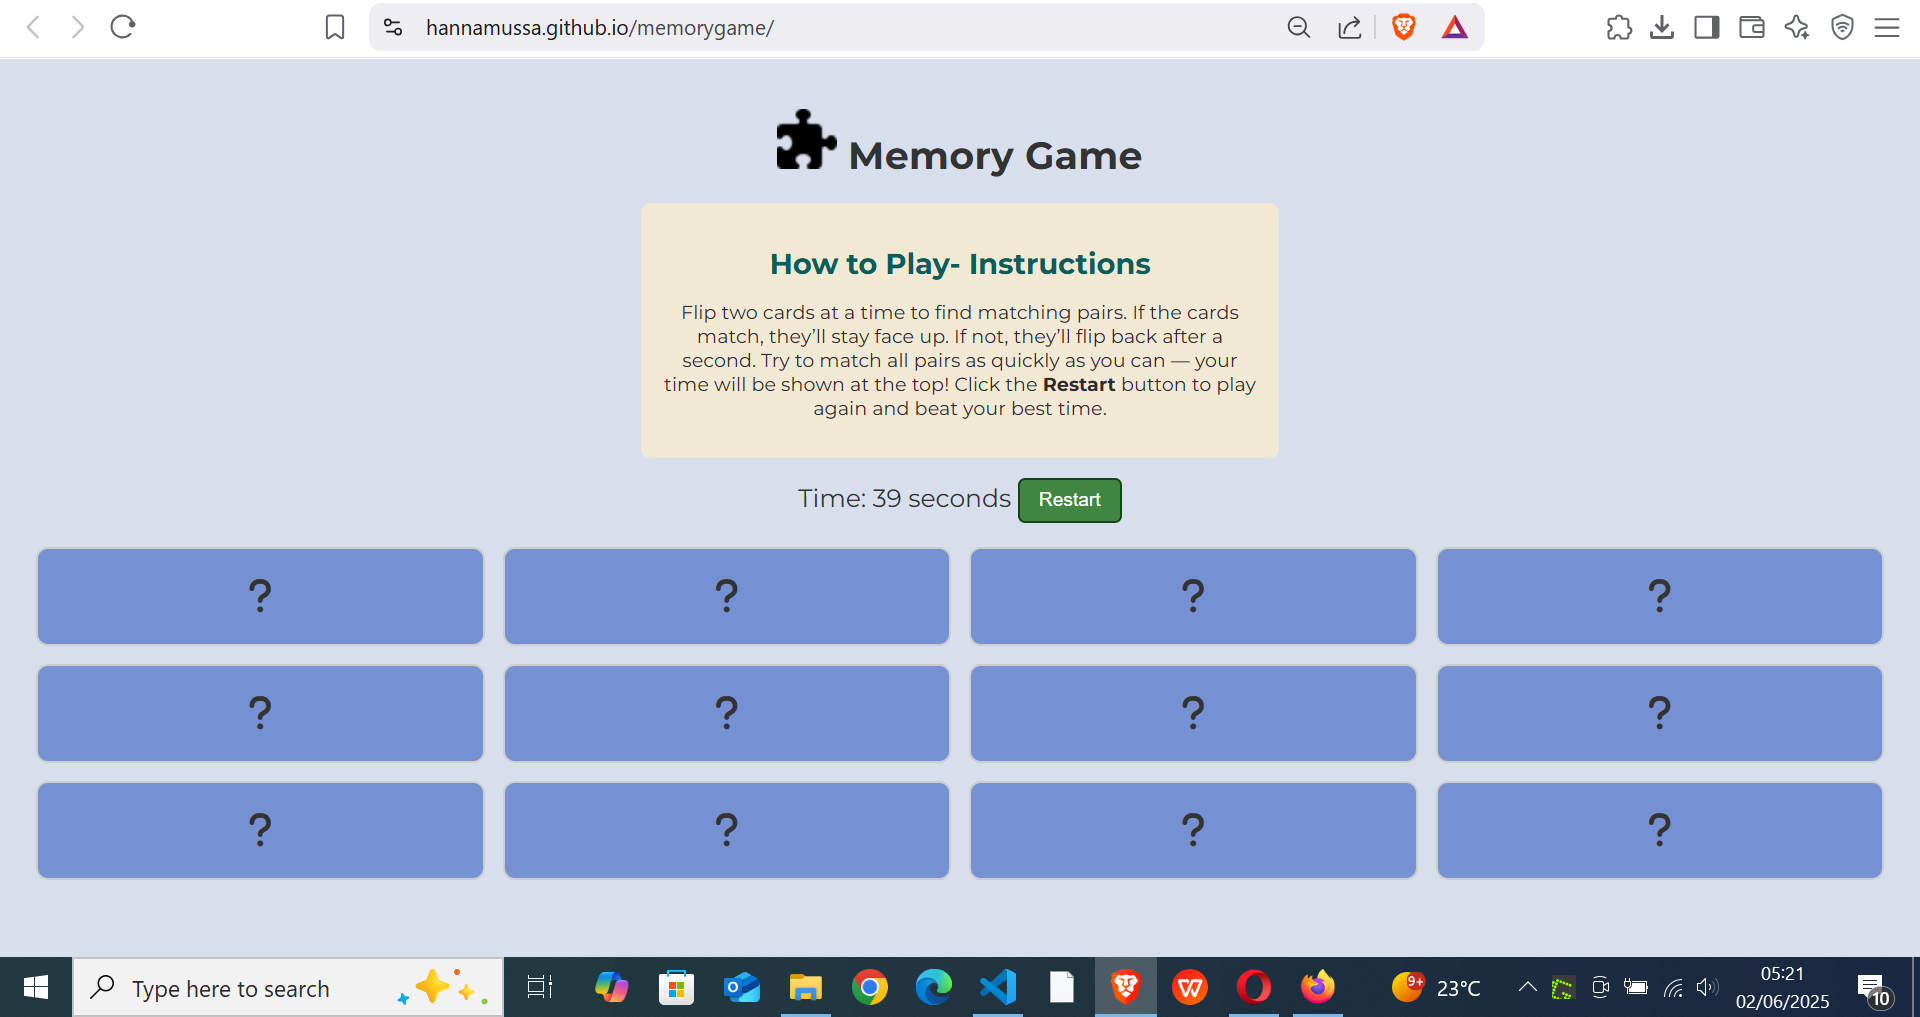 hannamussa.github.io/memorygame/
Memory Game
How to Play- Instructions
Flip two cards at a time to find matching pairs. If the cards
match, they’ll stay face up. If not, they’ll flip back after a
second. Try to match all pairs as quickly as you can — your
time will be shown at the top! Click the Restart button to play
again and beat your best time.
Time: 39 seconds Restart
? ? ? ?
? ? ? ?
? ? ? ?
Type here to search
9+
23°C
05:21
02/06/2025
10